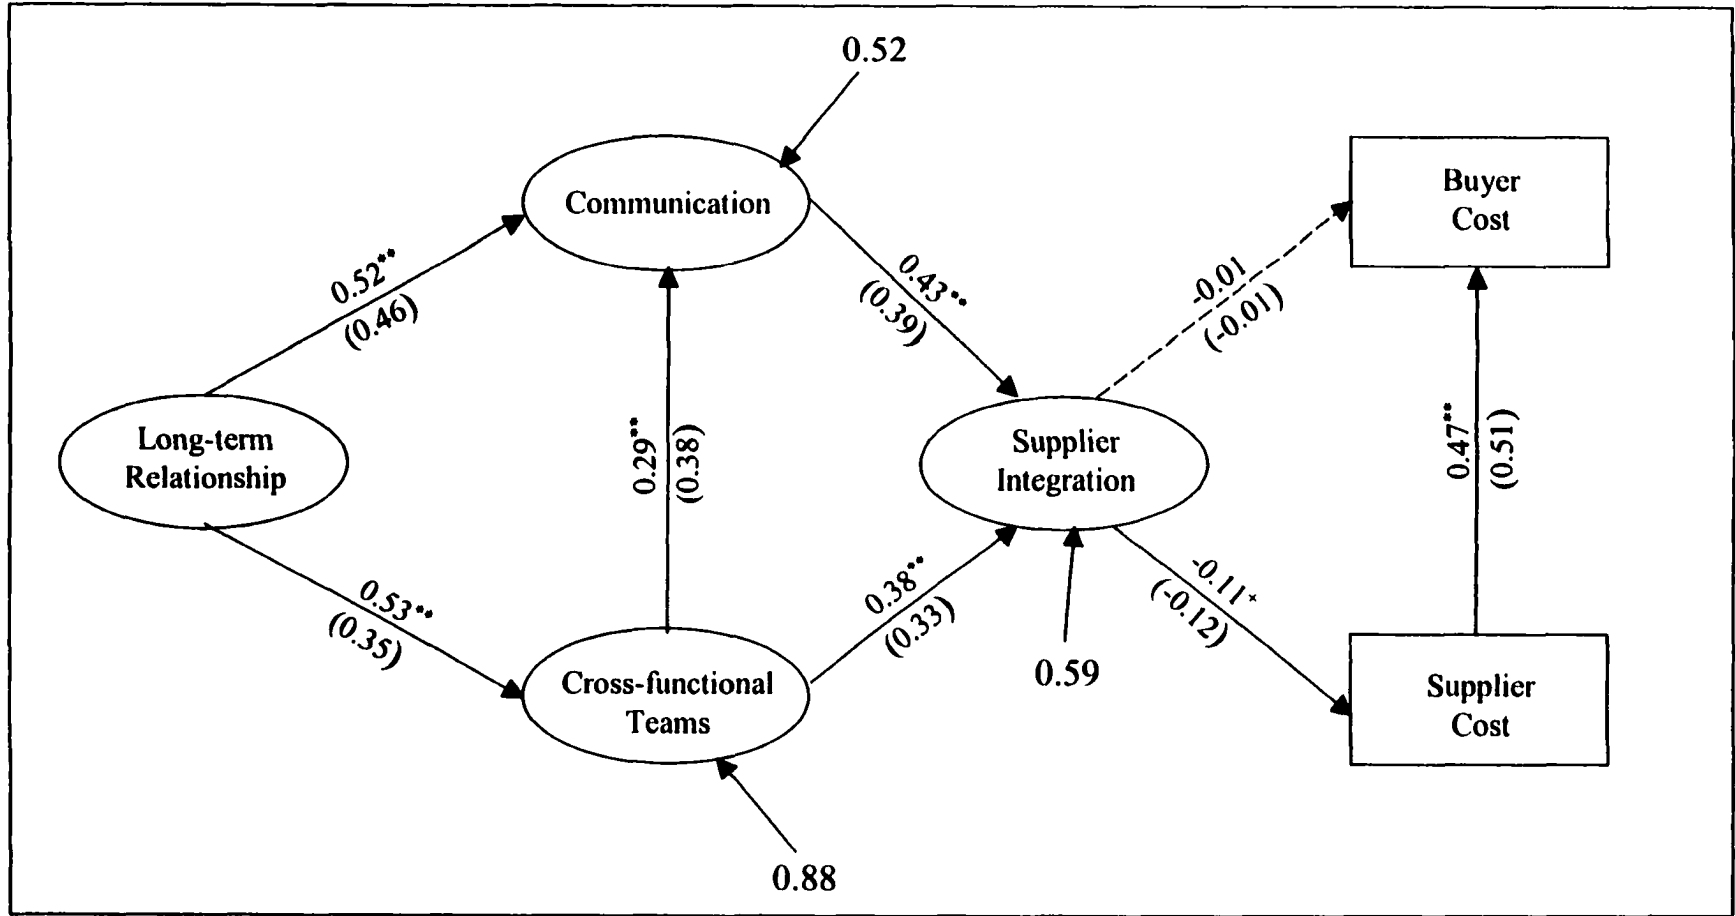 0.52
Communication
Buyer
Cost
0.52**
(0.46)
0.43**
(0.39)
-0.01
(-0.01)
Long-term
Relationship
0.29**
(0.38)
Supplier
Integration
0.47**
(0.51)
0.53**
(0.35)
0.38**
(0.33)
-0.11+
(-0.12)
0.59
Cross-functional
Teams
Supplier
Cost
0.88